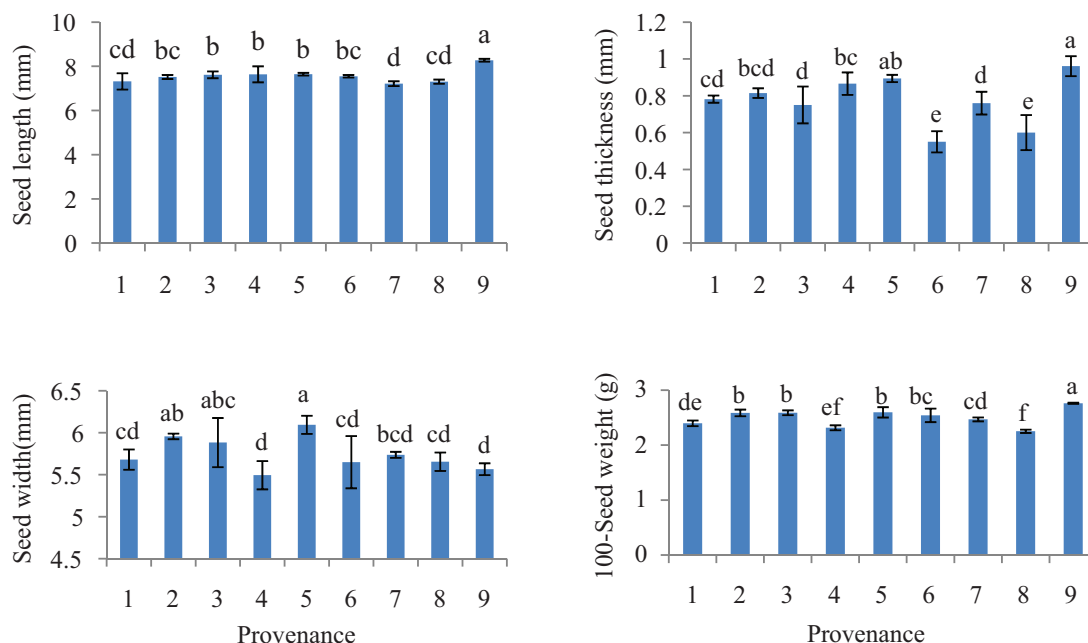 Seed length (mm)
10
8
6
4
2
0
cd bc b b b bc d cd a
1 2 3 4 5 6 7 8 9
Seed thickness (mm)
1.2
1
0.8
0.6
0.4
0.2
0
cd bcd d bc ab e d e a
1 2 3 4 5 6 7 8 9
Seed width(mm)
6.5
6
5.5
5
4.5
cd ab abc d a cd bcd cd d
1 2 3 4 5 6 7 8 9
Provenance
100-Seed weight (g)
3
2
1
0
de b b ef b bc cd f a
1 2 3 4 5 6 7 8 9
Provenance